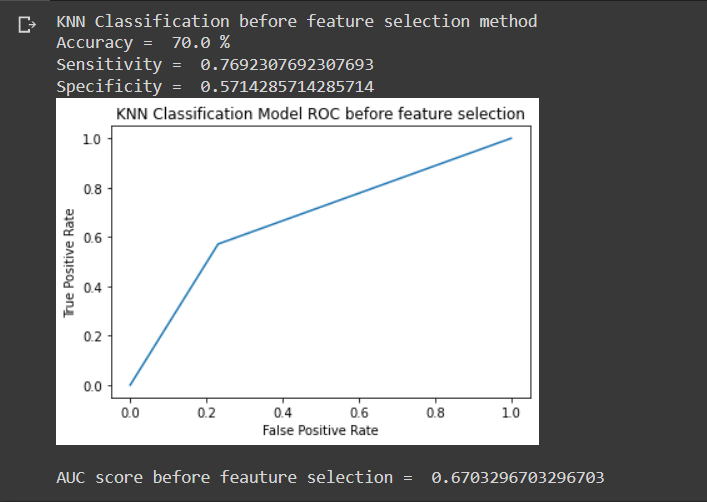 KNN Classification before feature selection method
Accuracy =  70.0 %
Sensitivity =  0.7692307692307693
Specificity =  0.5714285714285714
KNN Classification Model ROC before feature selection
1.0
0.8
0.6
0.4
0.2
0.0
True Positive Rate
0.0 0.2 0.4 0.6 0.8 1.0
False Positive Rate
AUC score before feauture selection =  0.6703296703296703